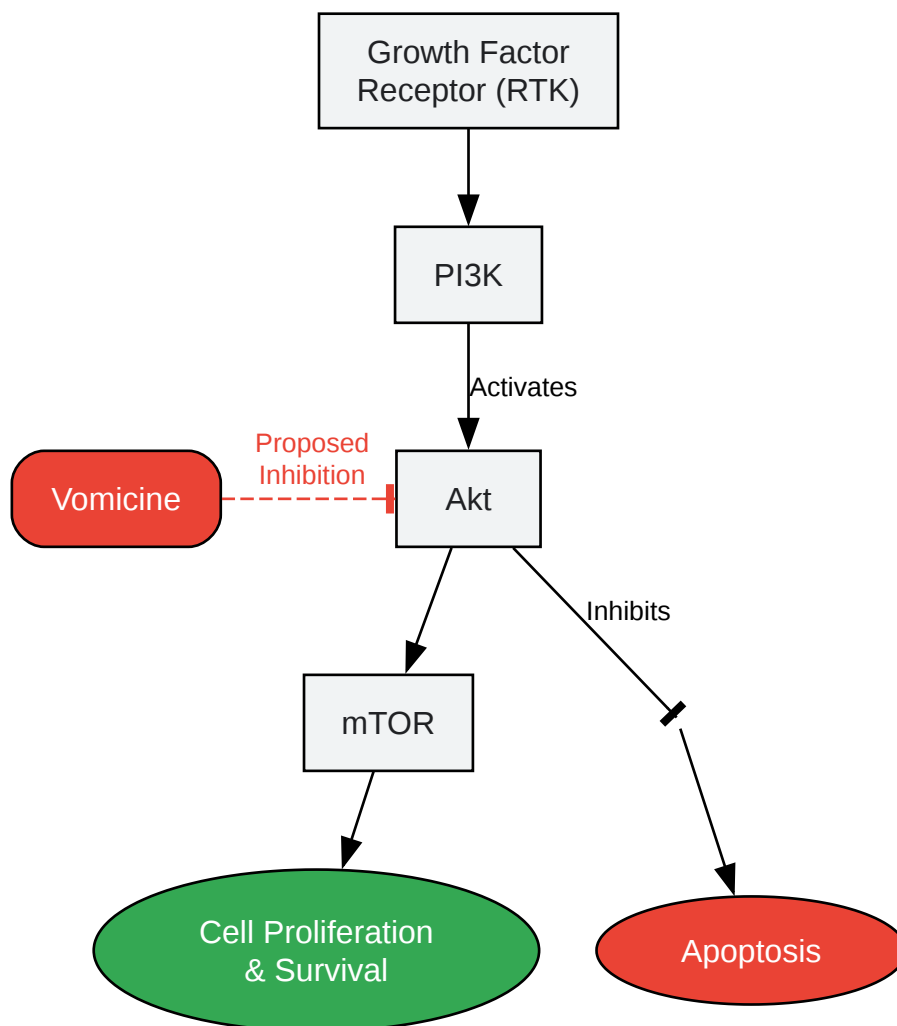 Growth Factor
Receptor (RTK)
PI3K
Activates
Proposed
Inhibition
Vomicine
Akt
Inhibits
mTOR
Cell Proliferation
& Survival
Apoptosis